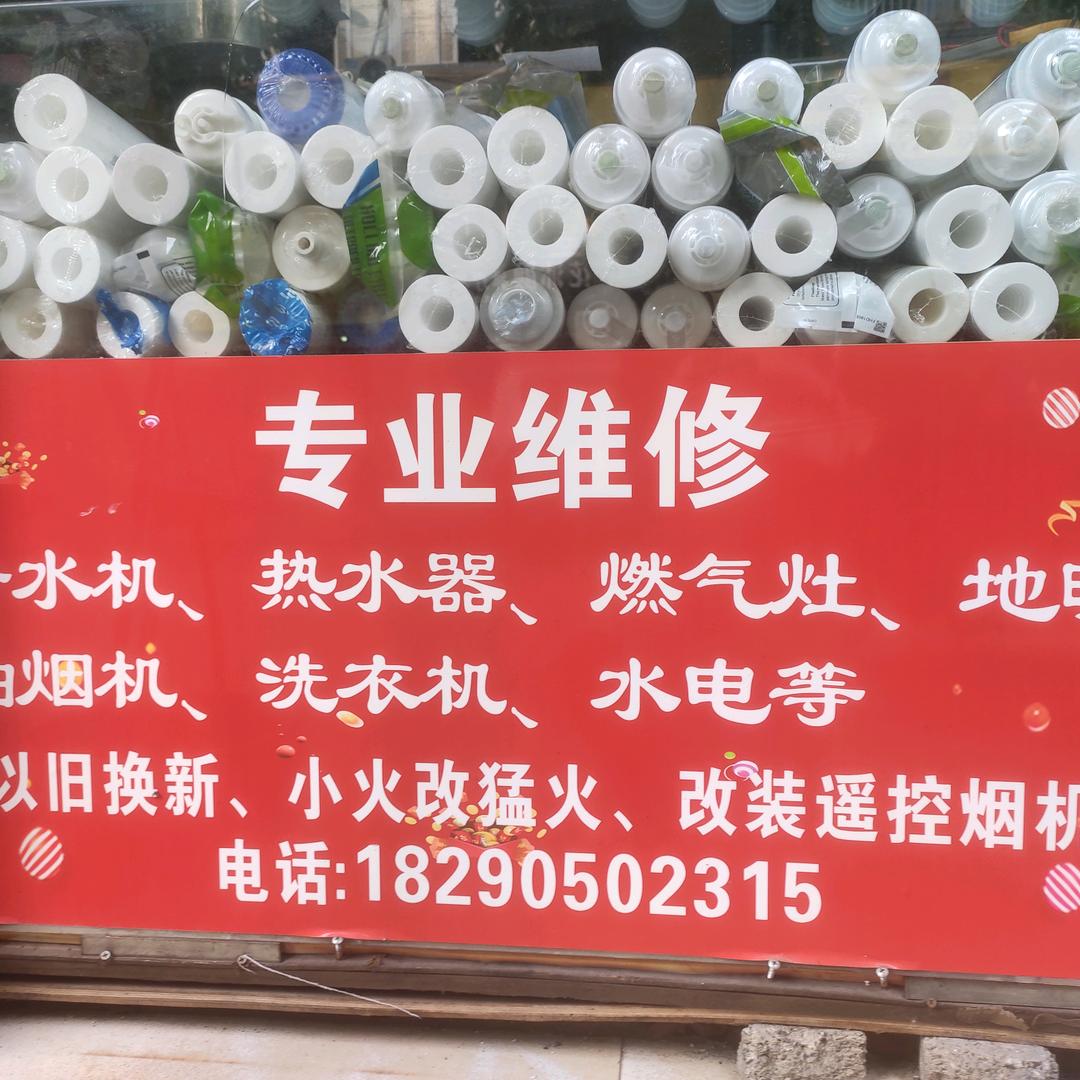 专业维修
水机、 热水器、 燃气灶、 地
烟机、 洗衣机、 水电等
以旧换新、小火改猛火、改装遥控烟机
电话:18290502315